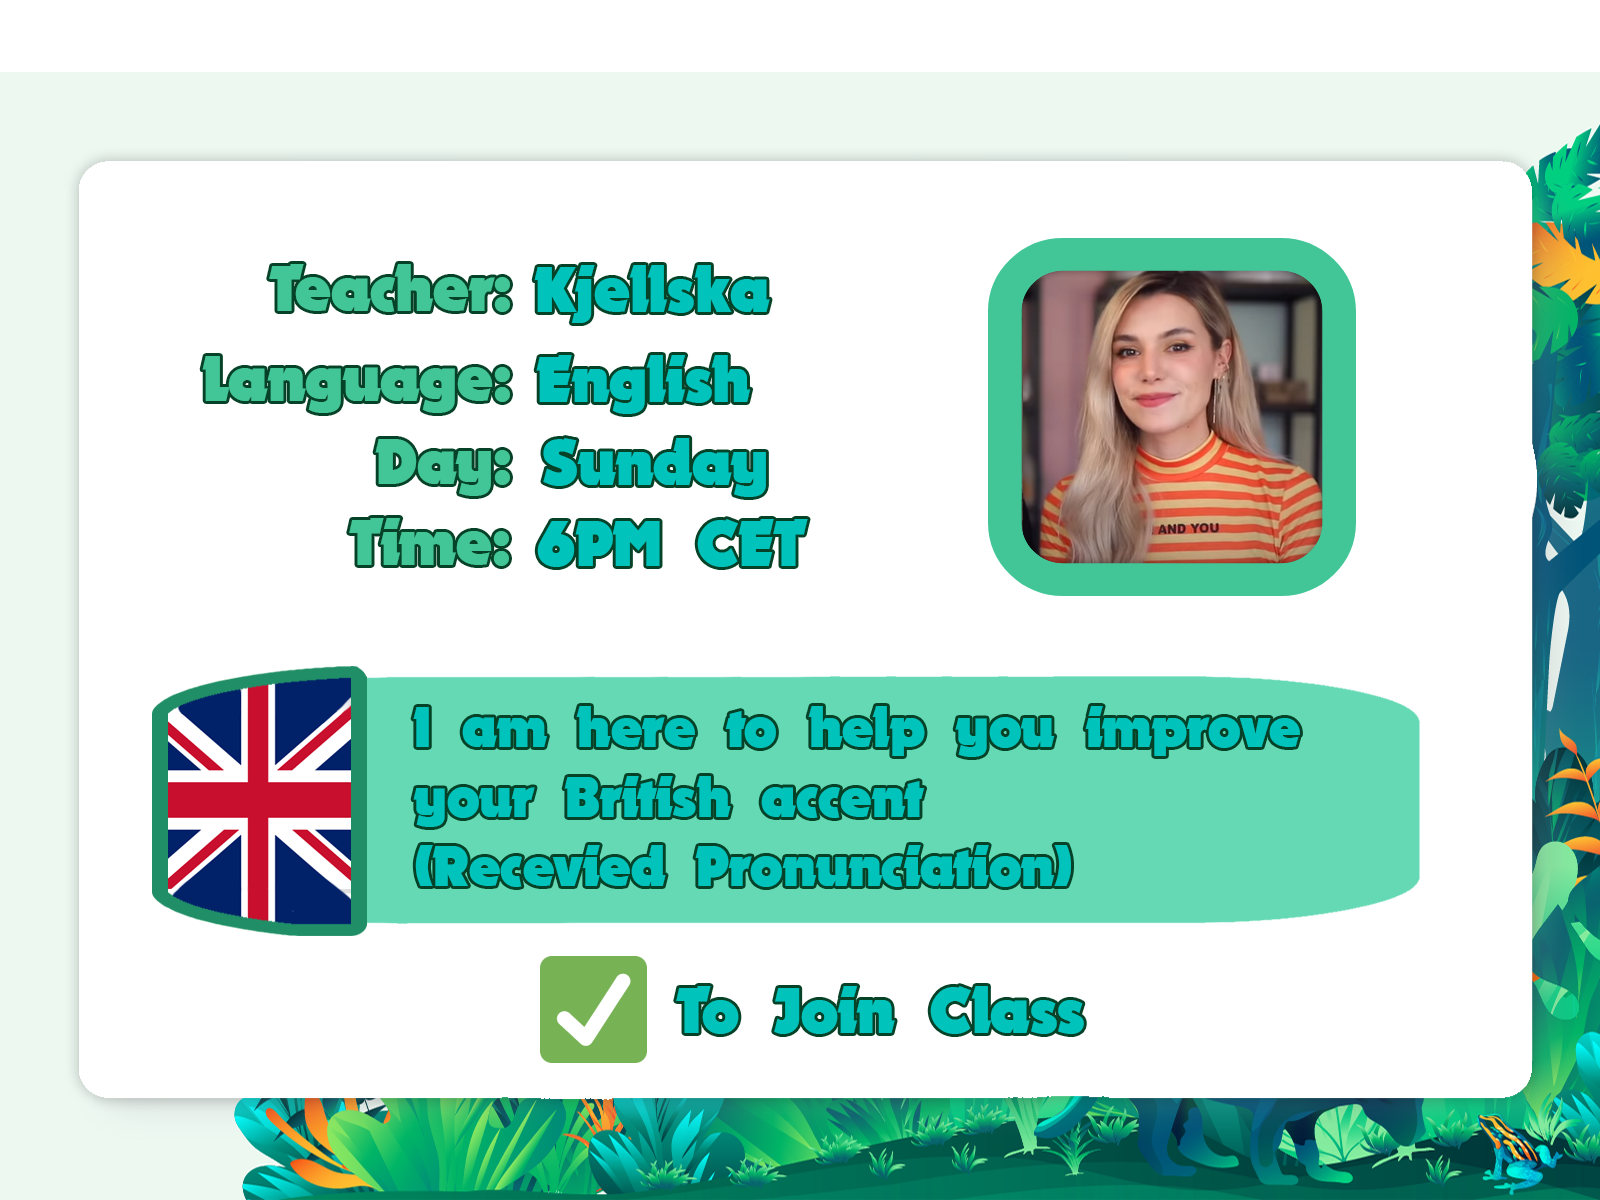 Teacher: Kjellska
Language: English
Day: Sunday
Time: 6PM CET
AND YOU
I am here to help you improve
your British accent
(Recevied Pronunciation)
To Join Class